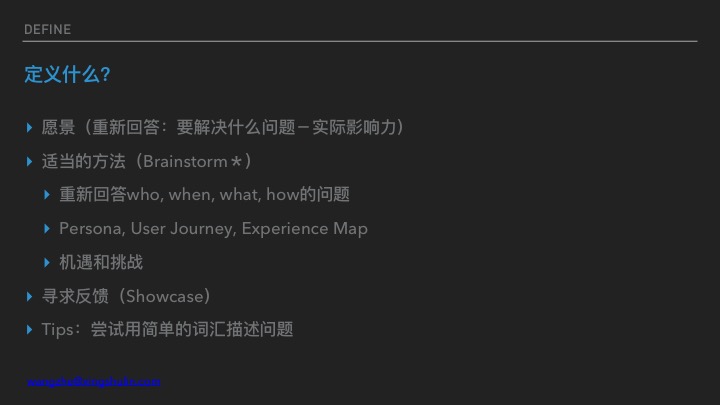 DEFINE
定义什么？
愿景（重新回答：要解决什么问题－实际影响力）
适当的方法（Brainstorm＊）
重新回答who, when, what, how的问题
Persona, User Journey, Experience Map
机遇和挑战
寻求反馈（Showcase）
Tips：尝试用简单的词汇描述问题